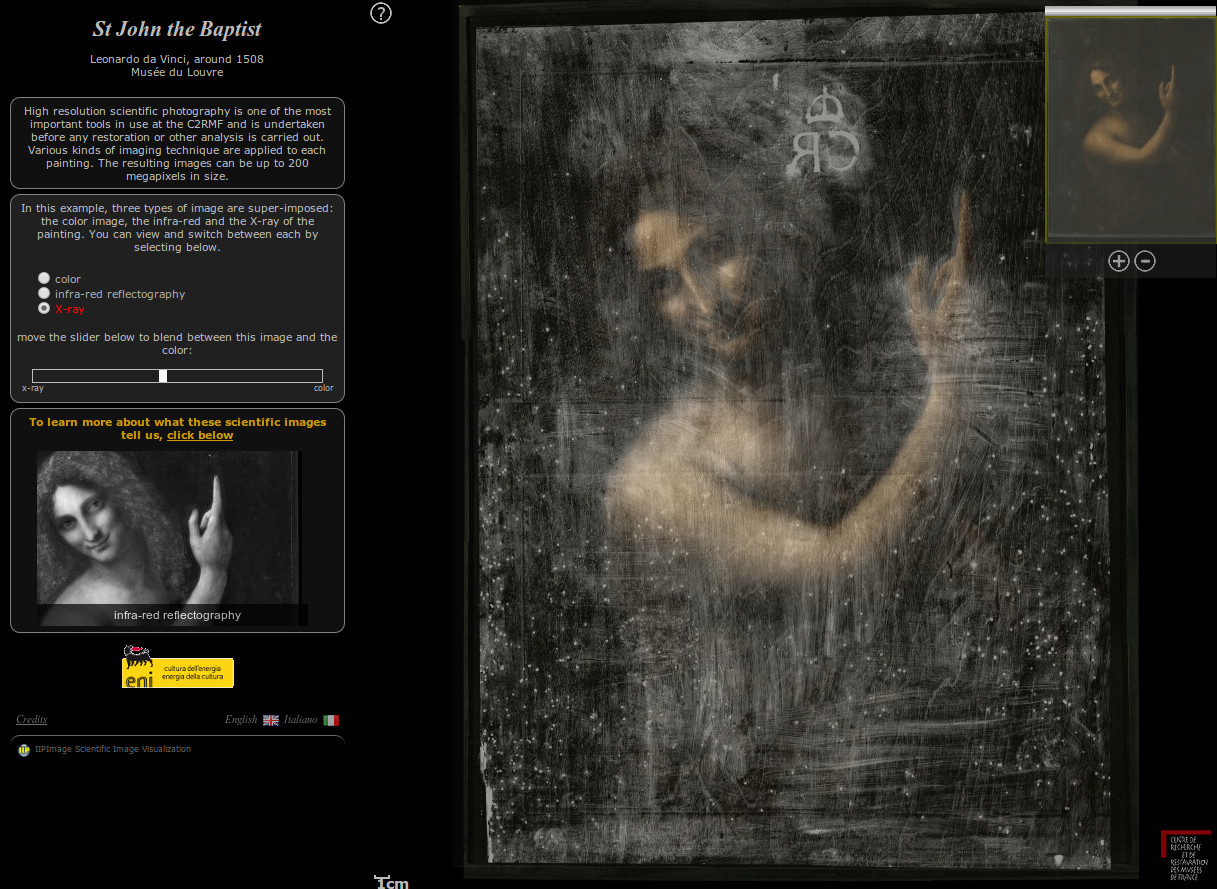 St John the Baptist
Leonardo da Vinci, around 1508
Musée du Louvre
High resolution scientific photography is one of the most
important tools in use at the C2RMF and is undertaken
before any restoration or other analysis is carried out.
Various kinds of imaging technique are applied to each
painting. The resulting images can be up to 200
megapixels in size.
In this example, three types of image are super-imposed:
the color image, the infra-red and the X-ray of the
painting. You can view and switch between each by
selecting below.
color
infra-red reflectography
X-ray
move the slider below to blend between this image and the
color:
x-ray color
To learn more about what these scientific images
tell us, click below
infra-red reflectography
cultura dell'energia
energia della cultura
eni
Credits English Italiano
IIPImage Scientific Image Visualization
?
1cm
CENTRE DE
RECHERCHE
ET DE
RESTAURATION
DES MUSÉES
DE FRANCE